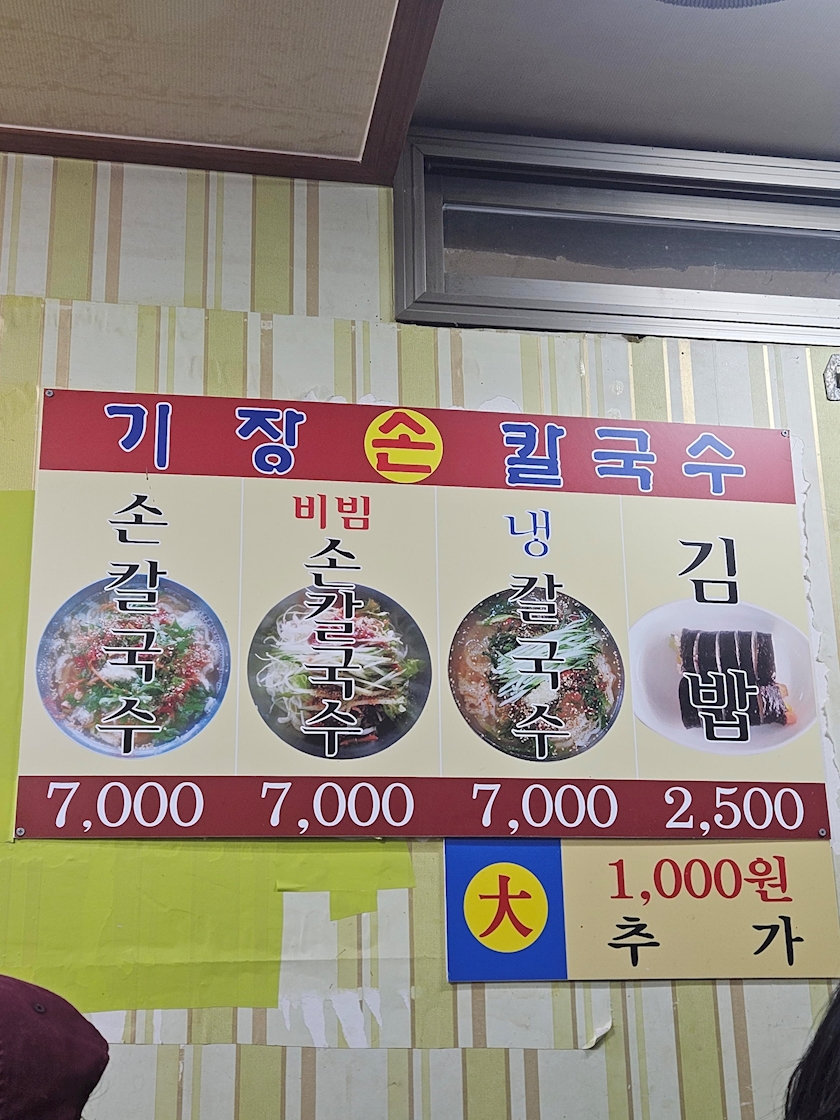 기장손칼국수
손칼국수
비빔
손칼국수
냉
칼국수
김밥
7,000 7,000 7,000 2,500
大
1,000원
추가